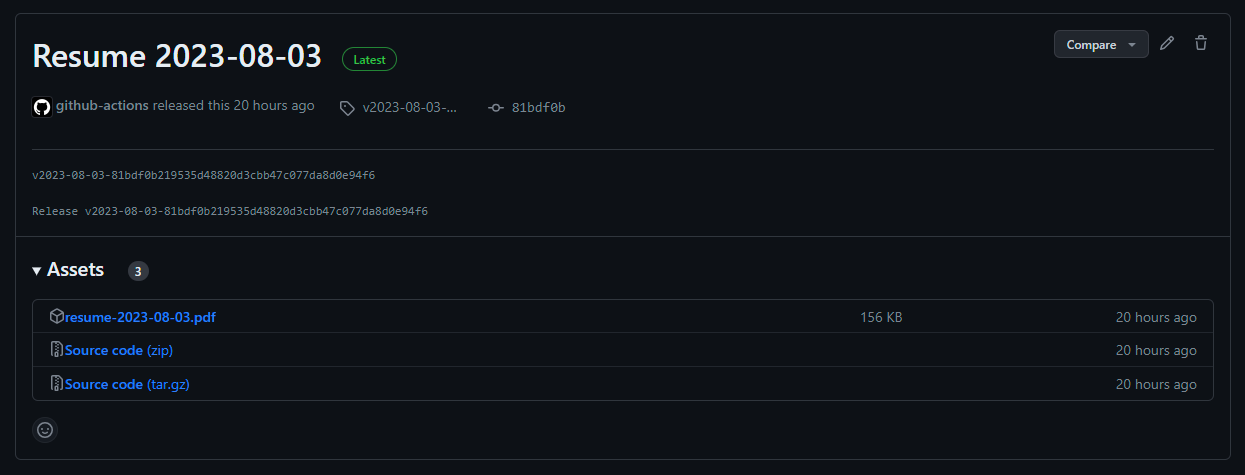 Resume 2023-08-03 Latest Compare
github-actions released this 20 hours ago v2023-08-03-... 81bdf0b
v2023-08-03-81bdf0b219535d48820d3cbb47c077da8d0e94f6
Release v2023-08-03-81bdf0b219535d48820d3cbb47c077da8d0e94f6
Assets 3
resume-2023-08-03.pdf 156 KB 20 hours ago
Source code (zip) 20 hours ago
Source code (tar.gz) 20 hours ago